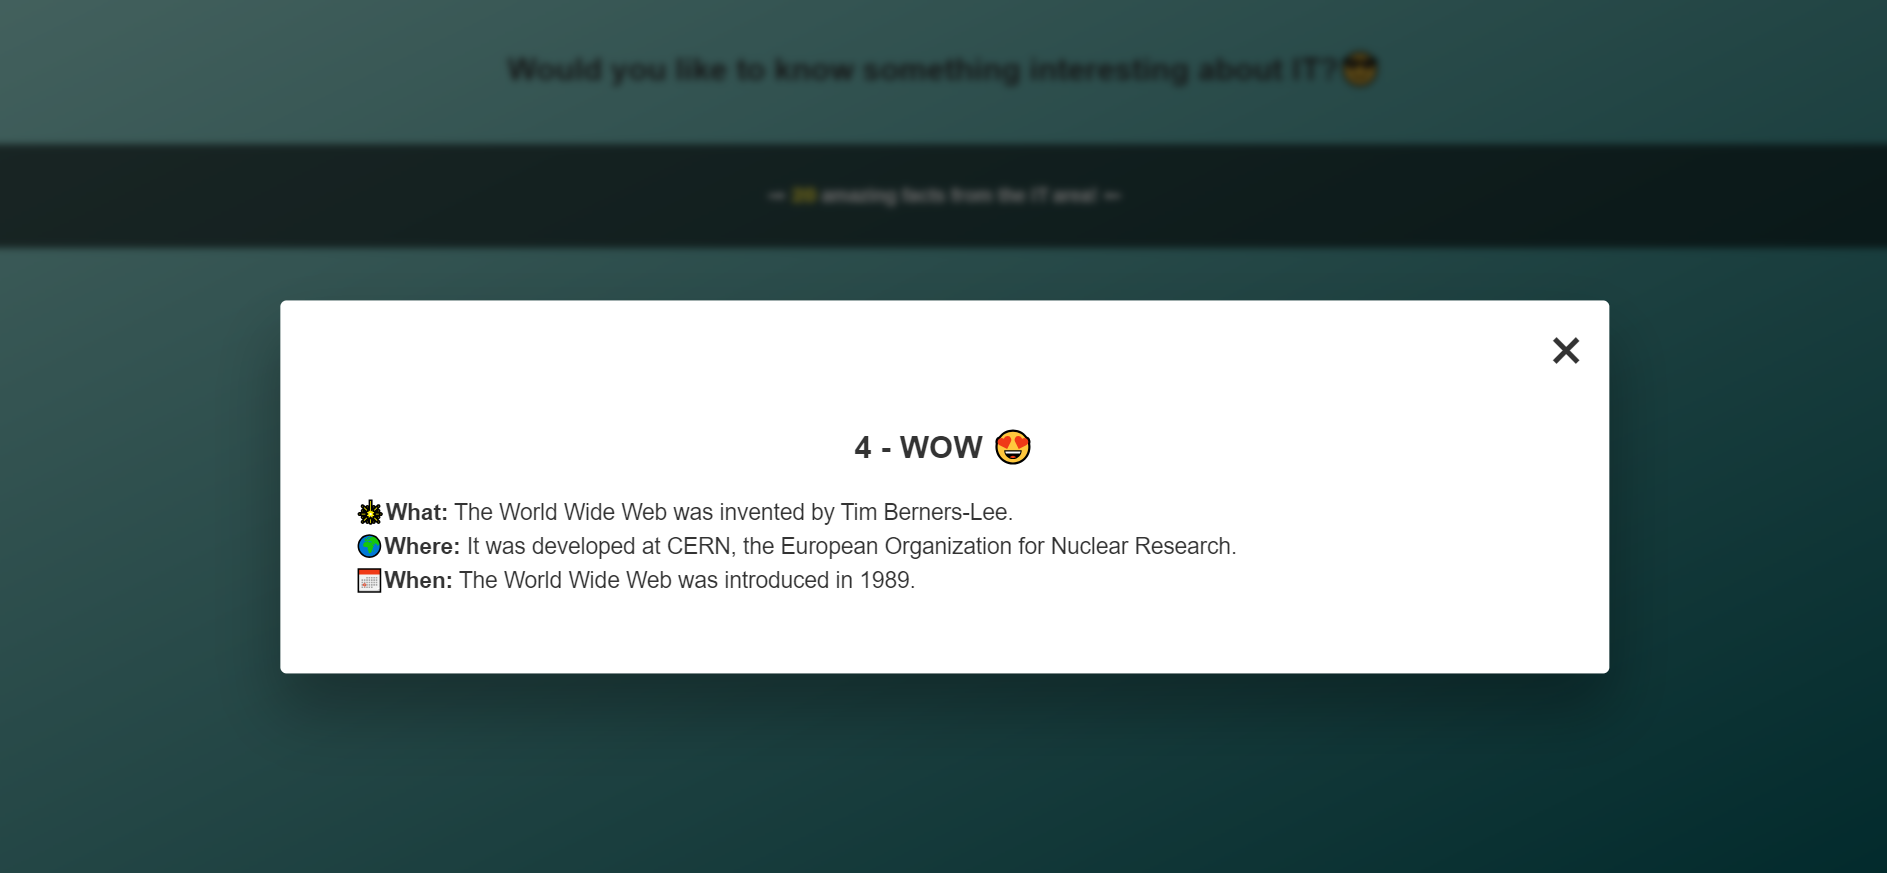 Would you like to know something interesting about IT?😎
— 20 amazing facts from the IT area! —
×
4 - WOW 😍
What: The World Wide Web was invented by Tim Berners-Lee.
🌍Where: It was developed at CERN, the European Organization for Nuclear Research.
📅When: The World Wide Web was introduced in 1989.